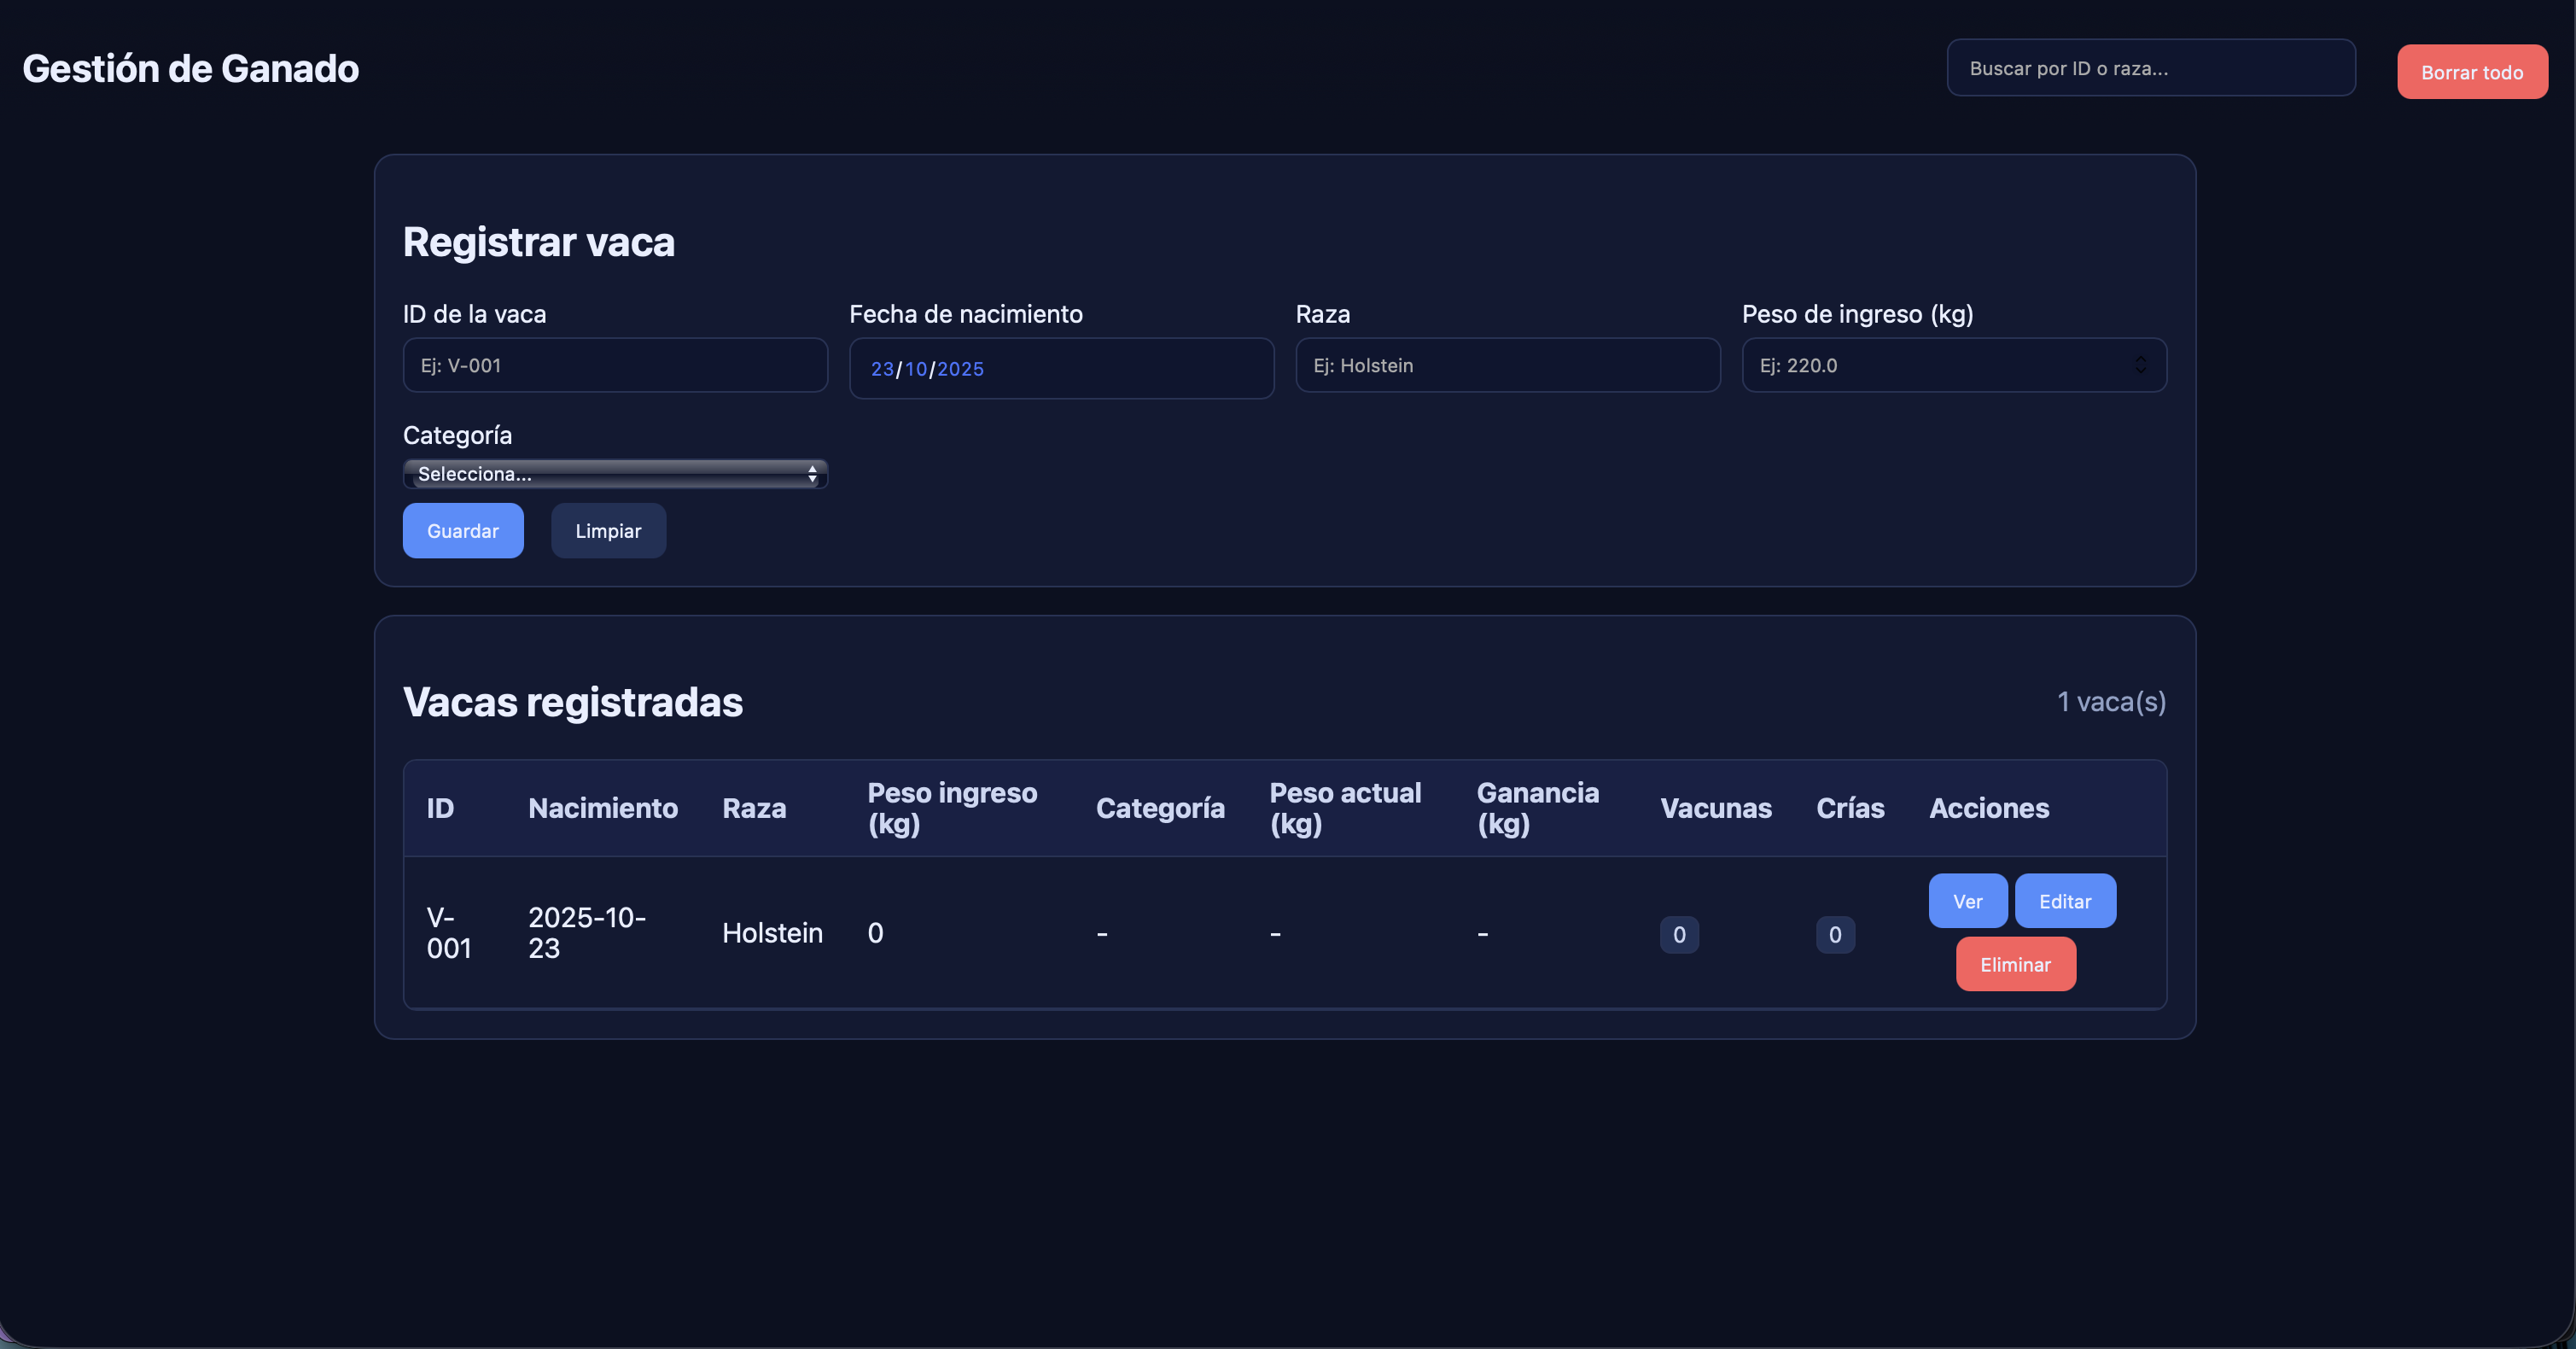 Gestión de Ganado
Buscar por ID o raza...
Borrar todo
Registrar vaca
ID de la vaca
Fecha de nacimiento
Raza
Peso de ingreso (kg)
Ej: V-001
23/10/2025
Ej: Holstein
Ej: 220.0
Categoría
Selecciona...
Guardar
Limpiar
Vacas registradas
1 vaca(s)
ID
Nacimiento
Raza
Peso ingreso
(kg)
Categoría
Peso actual
(kg)
Ganancia
(kg)
Vacunas
Crías
Acciones
V-
001
2025-10-
23
Holstein
0
-
-
-
0
0
Ver
Editar
Eliminar